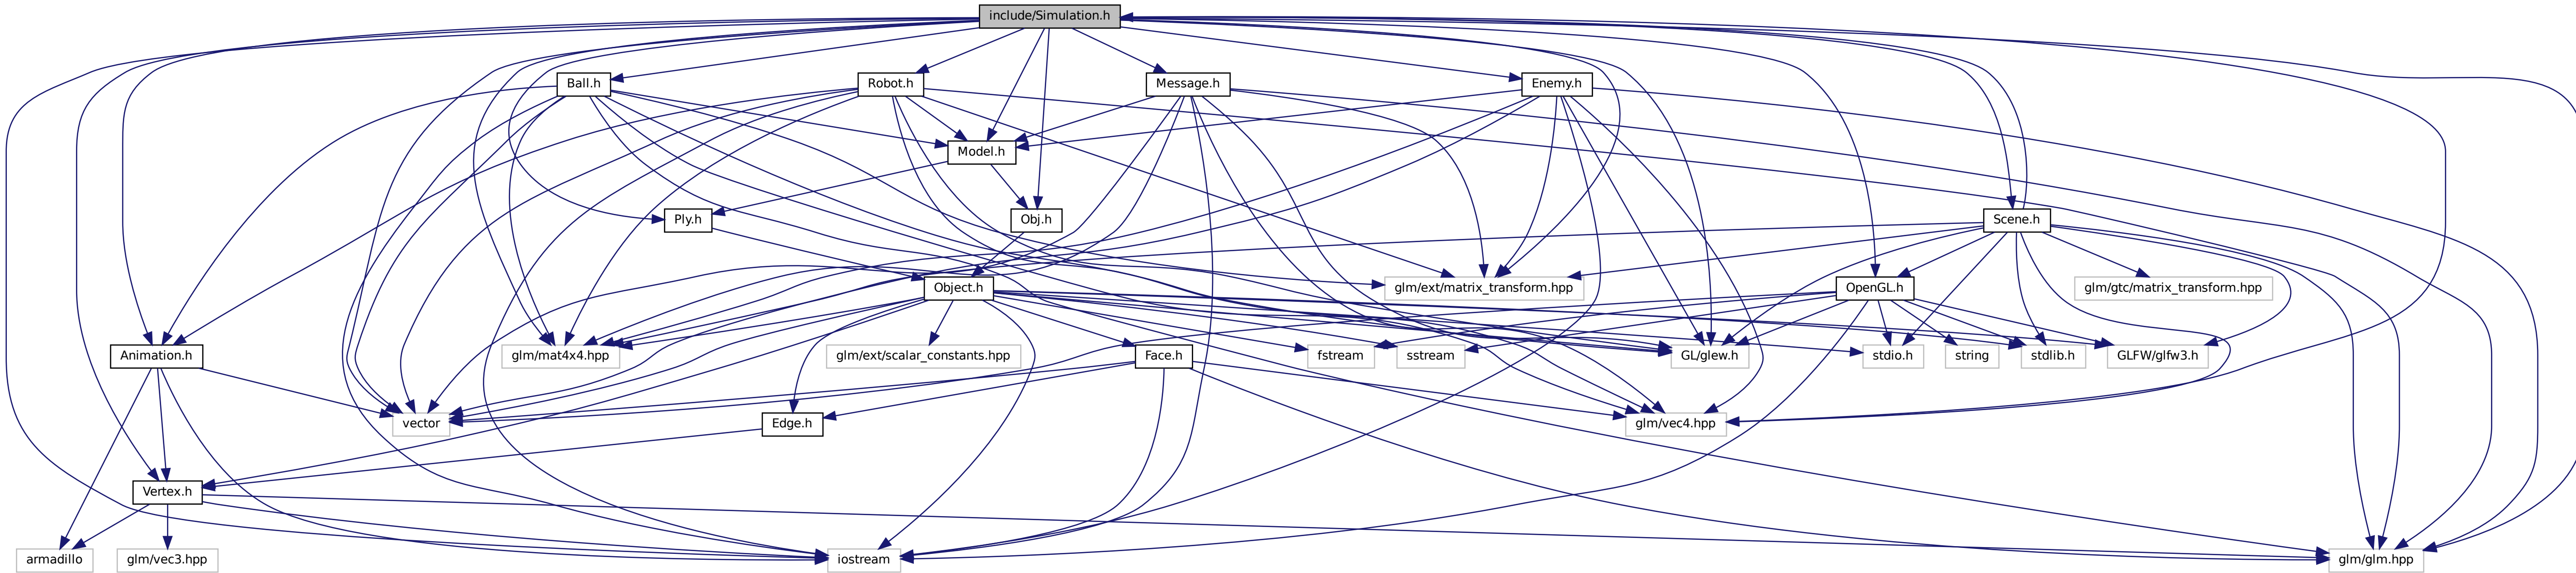 include/Simulation.h
Ball.h
Robot.h
Message.h
Enemy.h
Model.h
Ply.h
Obj.h
Scene.h
Object.h
glm/ext/matrix_transform.hpp
OpenGL.h
glm/gtc/matrix_transform.hpp
Animation.h
glm/mat4x4.hpp
glm/ext/scalar_constants.hpp
Face.h
fstream
sstream
GL/glew.h
stdio.h
string
stdlib.h
GLFW/glfw3.h
vector
Edge.h
glm/vec4.hpp
Vertex.h
armadillo
glm/vec3.hpp
iostream
glm/glm.hpp